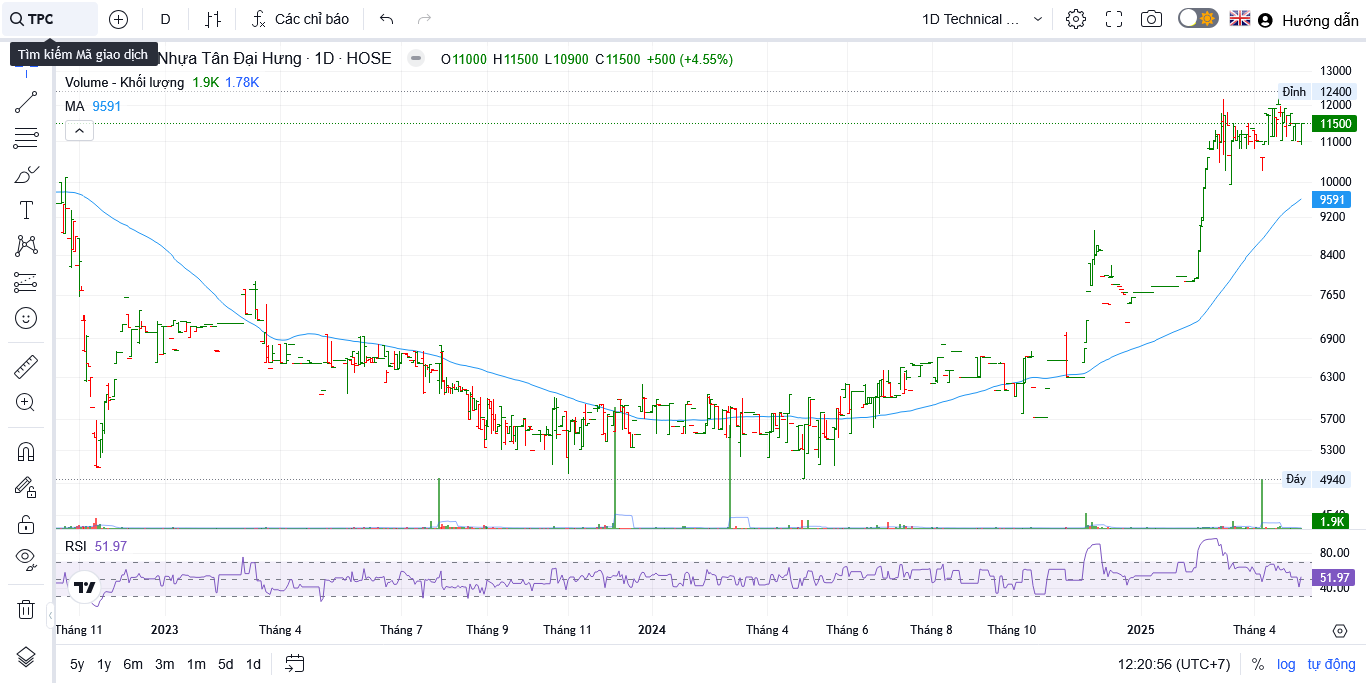 TPC D Các chỉ báo 1D Technical ... Hướng dẫn
Tìm kiếm Mã giao dịch
Nhựa Tân Đại Hưng · 1D · HOSE O11000 H11500 L10900 C11500 +500 (+4.55%)
Volume - Khối lượng 1.9K 1.78K
MA 9591
13000
Đỉnh 12400
12000
11500
11000
10000
9591
9200
8400
7650
6900
6300
5700
5300
Đáy 4940
4540
1.9K
RSI 51.97
80.00
51.97
40.00
Tháng 11 2023 Tháng 4 Tháng 7 Tháng 9 Tháng 11 2024 Tháng 4 Tháng 6 Tháng 8 Tháng 10 2025 Tháng 4
5y 1y 6m 3m 1m 5d 1d 12:20:56 (UTC+7) % log tự động